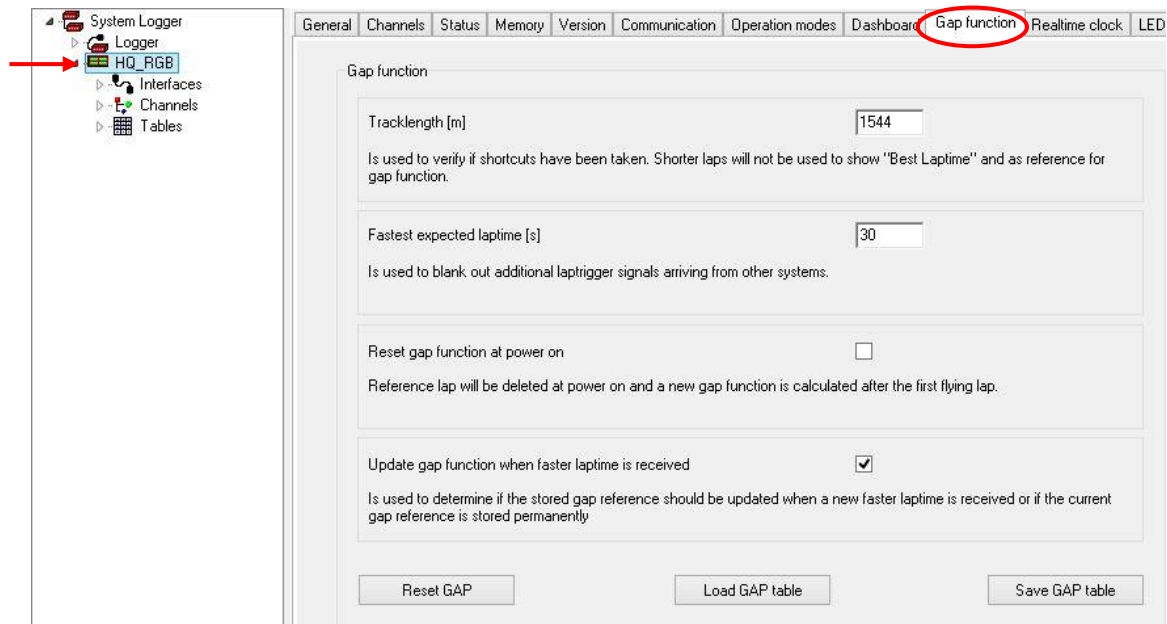 System Logger
Logger
HQ_RGB
Interfaces
Channels
Tables
General Channels Status Memory Version Communication Operation modes Dashboard Gap function Realtime clock LED
Gap function
Tracklength [m] 1544
Is used to verify if shortcuts have been taken. Shorter laps will not be used to show "Best Laptime" and as reference for
gap function.
Fastest expected laptime [s] 30
Is used to blank out additional laptrigger signals arriving from other systems.
Reset gap function at power on
Reference lap will be deleted at power on and a new gap function is calculated after the first flying lap.
Update gap function when faster laptime is received
Is used to determine if the stored gap reference should be updated when a new faster laptime is received or if the current
gap reference is stored permanently
Reset GAP Load GAP table Save GAP table